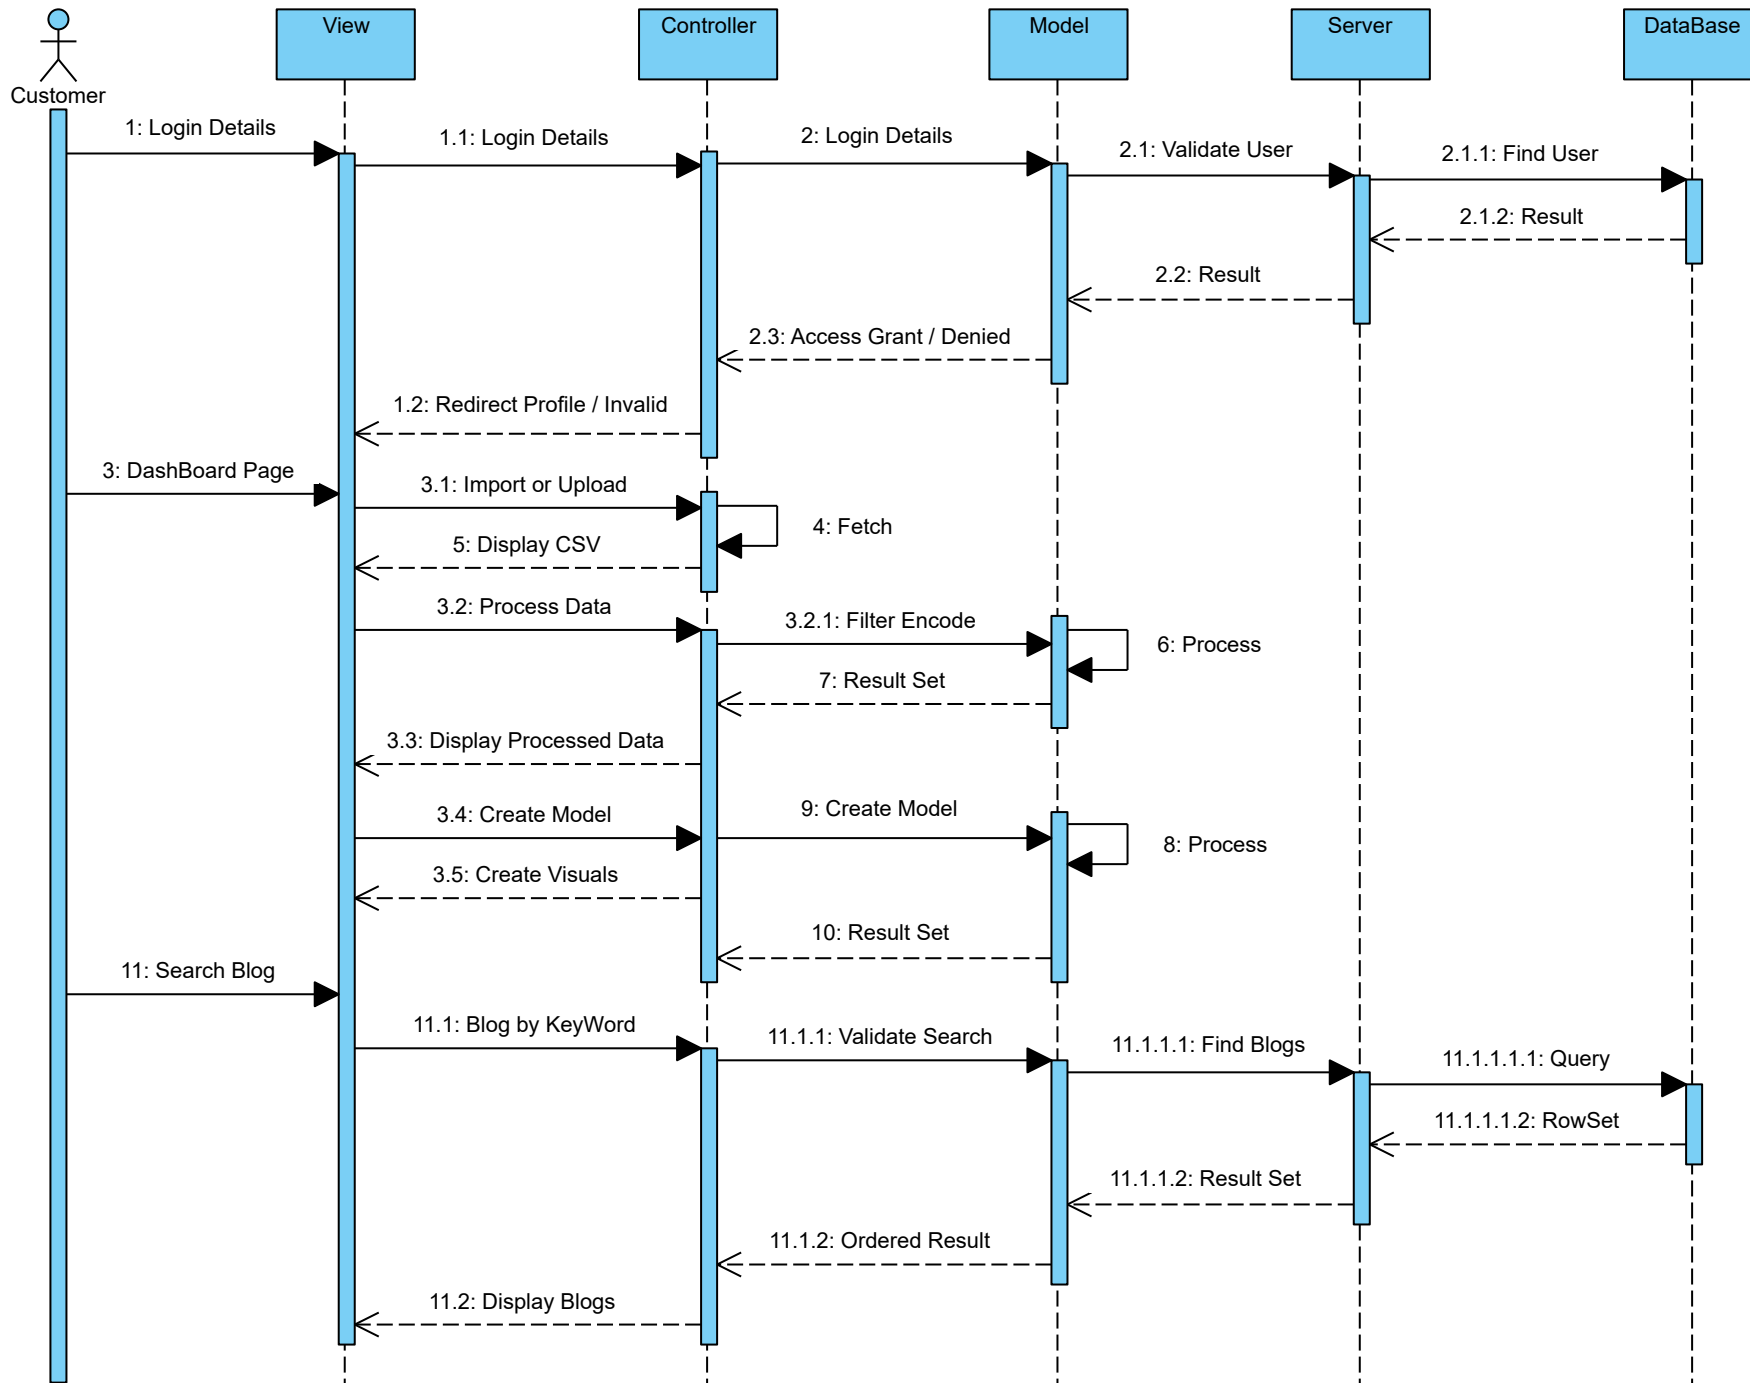 View
Controller
Model
Server
DataBase
Customer
1: Login Details
1.1: Login Details
2: Login Details
2.1: Validate User
2.1.1: Find User
2.1.2: Result
2.2: Result
2.3: Access Grant / Denied
1.2: Redirect Profile / Invalid
3: DashBoard Page
3.1: Import or Upload
4: Fetch
5: Display CSV
3.2: Process Data
3.2.1: Filter Encode
6: Process
7: Result Set
3.3: Display Processed Data
3.4: Create Model
9: Create Model
8: Process
3.5: Create Visuals
10: Result Set
11: Search Blog
11.1: Blog by KeyWord
11.1.1: Validate Search
11.1.1.1: Find Blogs
11.1.1.1.1: Query
11.1.1.1.2: RowSet
11.1.1.2: Result Set
11.1.2: Ordered Result
11.2: Display Blogs